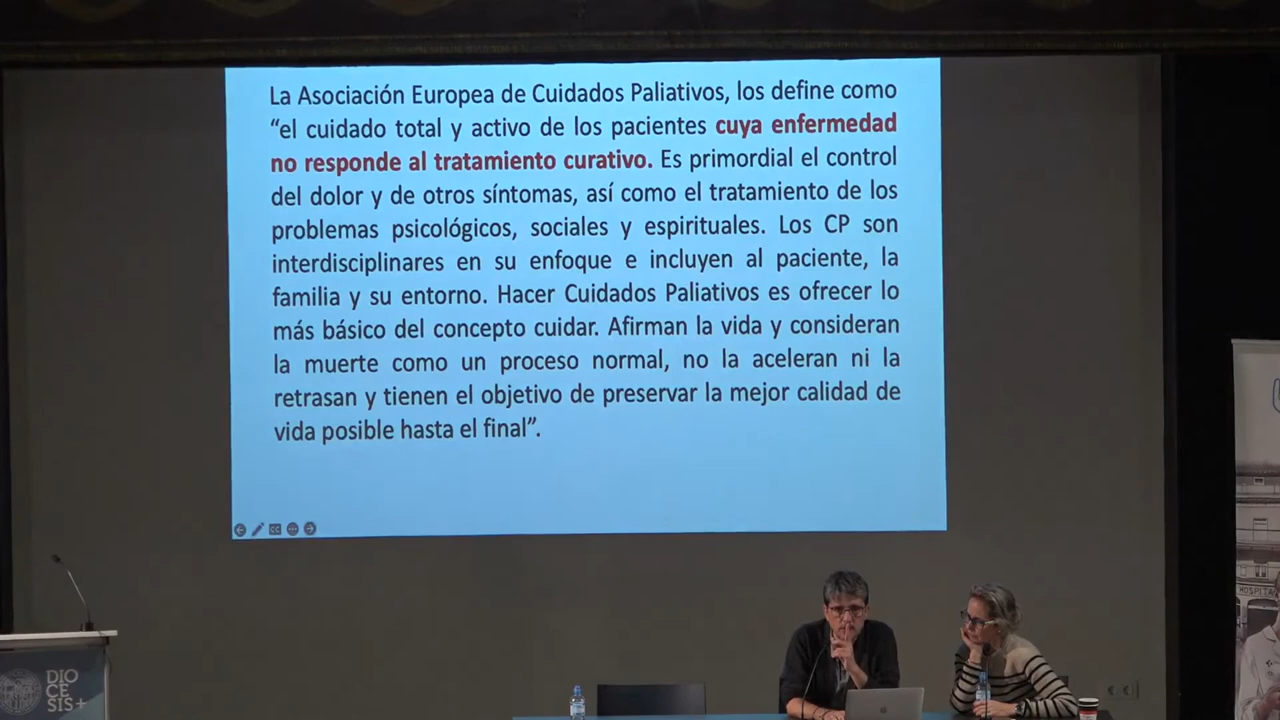 La Asociación Europea de Cuidados Paliativos, los define como
“el cuidado total y activo de los pacientes cuya enfermedad
no responde al tratamiento curativo. Es primordial el control
del dolor y de otros síntomas, así como el tratamiento de los
problemas psicológicos, sociales y espirituales. Los CP son
interdisciplinares en su enfoque e incluyen al paciente, la
familia y su entorno. Hacer Cuidados Paliativos es ofrecer lo
más básico del concepto cuidar. Afirman la vida y consideran
la muerte como un proceso normal, no la aceleran ni la
retrasan y tienen el objetivo de preservar la mejor calidad de
vida posible hasta el final”.
DIO
CE
SIS+